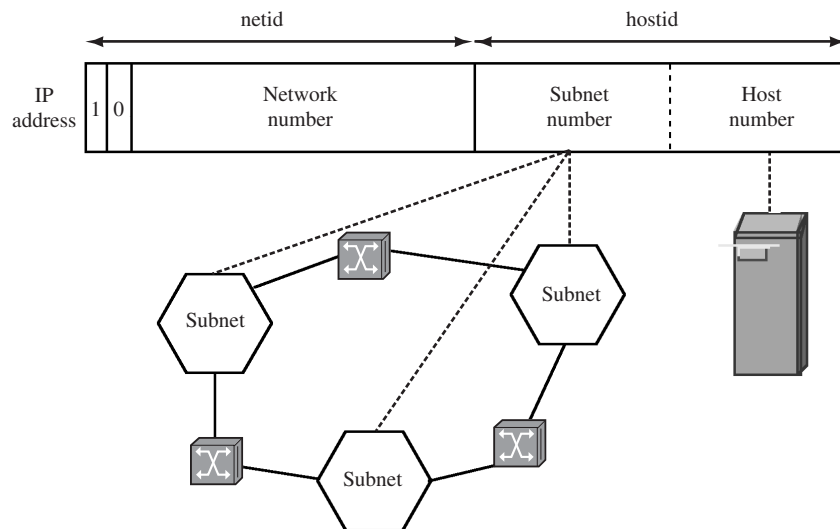 netid
hostid
IP
address
1
0
Network
number
Subnet
number
Host
number
Subnet
Subnet
Subnet